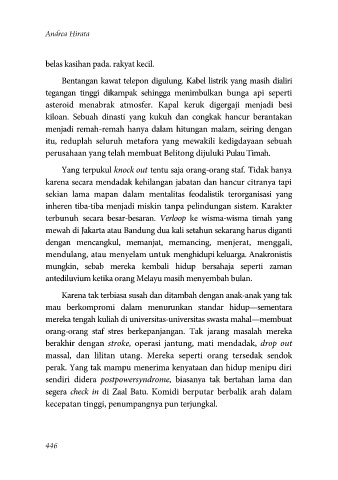 Andrea Hirata
belas kasihan pada. rakyat kecil.
Bentangan kawat telepon digulung. Kabel listrik yang masih dialiri
tegangan tinggi dikampak sehingga menimbulkan bunga api seperti
asteroid menabrak atmosfer. Kapal keruk digergaji menjadi besi
kiloan. Sebuah dinasti yang kukuh dan congkak hancur berantakan
menjadi remah-remah hanya dalam hitungan malam, seiring dengan
itu, reduplah seluruh metafora yang mewakili kedigdayaan sebuah
perusahaan yang telah membuat Belitong dijuluki Pulau Timah.
Yang terpukul knock out tentu saja orang-orang staf. Tidak hanya
karena secara mendadak kehilangan jabatan dan hancur citranya tapi
sekian lama mapan dalam mentalitas feodalistik terorganisasi yang
inheren tiba-tiba menjadi miskin tanpa pelindungan sistem. Karakter
terbunuh secara besar-besaran. Verloop ke wisma-wisma timah yang
mewah di Jakarta atau Bandung dua kali setahun sekarang harus diganti
dengan mencangkul, memanjat, memancing, menjerat, menggali,
mendulang, atau menyelam untuk menghidupi keluarga. Anakronistis
mungkin, sebab mereka kembali hidup bersahaja seperti zaman
antediluvium ketika orang Melayu masih menyembah bulan.
Karena tak terbiasa susah dan ditambah dengan anak-anak yang tak
mau berkompromi dalam menurunkan standar hidup—sementara
mereka tengah kuliah di universitas-universitas swasta mahal—membuat
orang-orang staf stres berkepanjangan. Tak jarang masalah mereka
berakhir dengan stroke, operasi jantung, mati mendadak, drop out
massal, dan lilitan utang. Mereka seperti orang tersedak sendok
perak. Yang tak mampu menerima kenyataan dan hidup menipu diri
sendiri didera postpowersyndrome, biasanya tak bertahan lama dan
segera check in di Zaal Batu. Komidi berputar berbalik arah dalam
kecepatan tinggi, penumpangnya pun terjungkal.
446